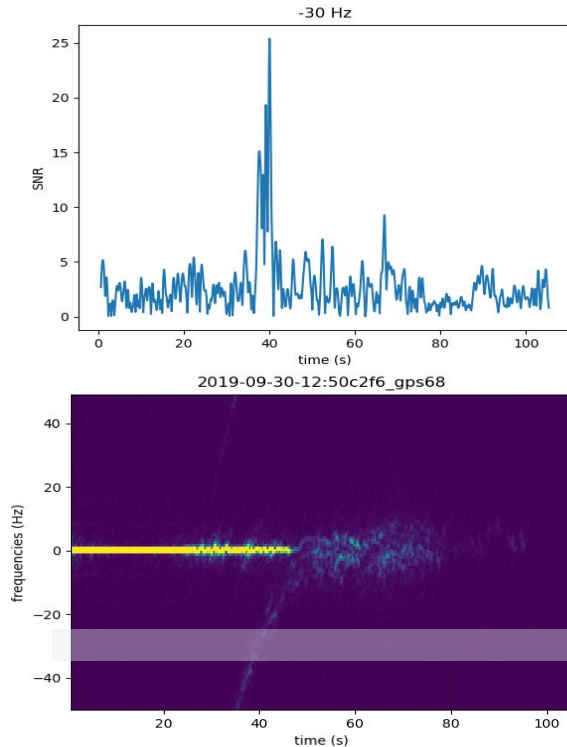 -30 Hz
25
20
15
10
5
0
SNR
0 20 40 60 80 100
time (s)
2019-09-30-12:50c2f6_gps68
40
20
0
−20
−40
frequencies (Hz)
20 40 60 80 100
time (s)